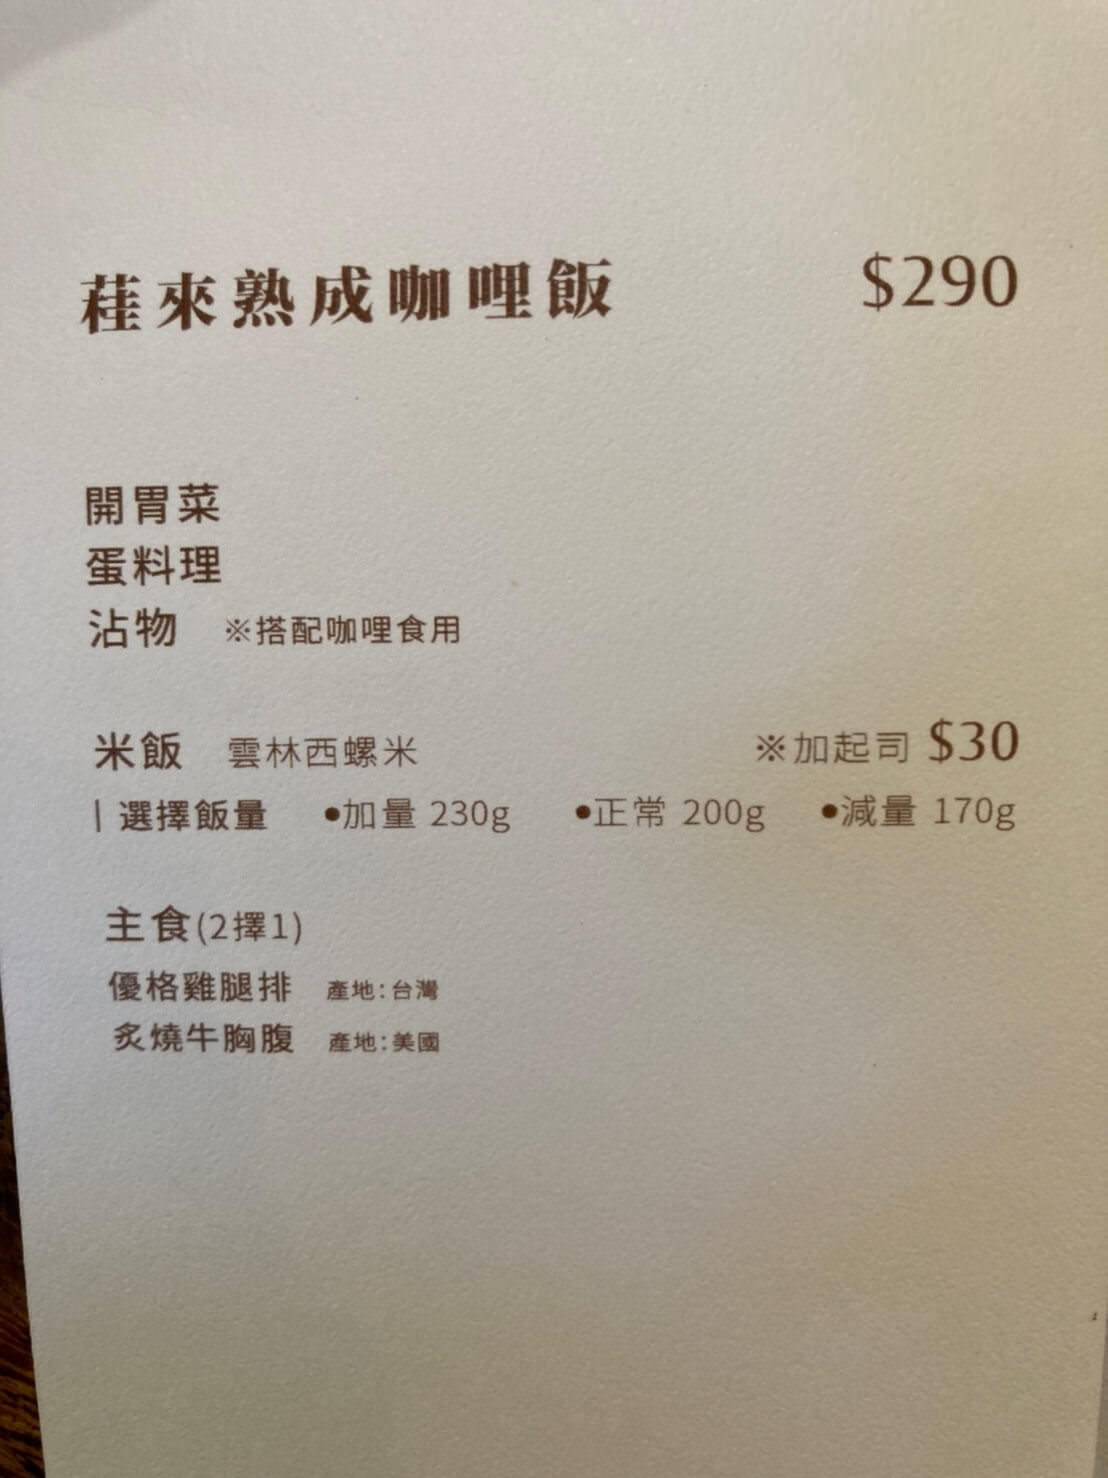 荏來熟成咖哩飯 $290
開胃菜
蛋料理
沾物 ※搭配咖哩食用
米飯 雲林西螺米 ※加起司 $30
| 選擇飯量 •加量 230g •正常 200g •減量 170g
主食(2擇1)
優格雞腿排 產地:台灣
炙燒牛胸腹 產地:美國